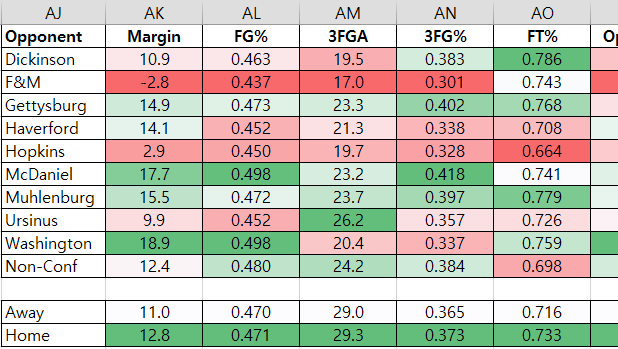 AJ AK AL AM AN AO
Opponent Margin FG% 3FGA 3FG% FT% Op
Dickinson 10.9 0.463 19.5 0.383 0.786
F&M -2.8 0.437 17.0 0.301 0.743
Gettysburg 14.9 0.473 23.3 0.402 0.768
Haverford 14.1 0.452 21.3 0.338 0.708
Hopkins 2.9 0.450 19.7 0.328 0.664
McDaniel 17.7 0.498 23.2 0.418 0.741
Muhlenburg 15.5 0.472 23.7 0.397 0.779
Ursinus 9.9 0.452 26.2 0.357 0.726
Washington 18.9 0.498 20.4 0.337 0.759
Non-Conf 12.4 0.480 24.2 0.384 0.698
Away 11.0 0.470 29.0 0.365 0.716
Home 12.8 0.471 29.3 0.373 0.733